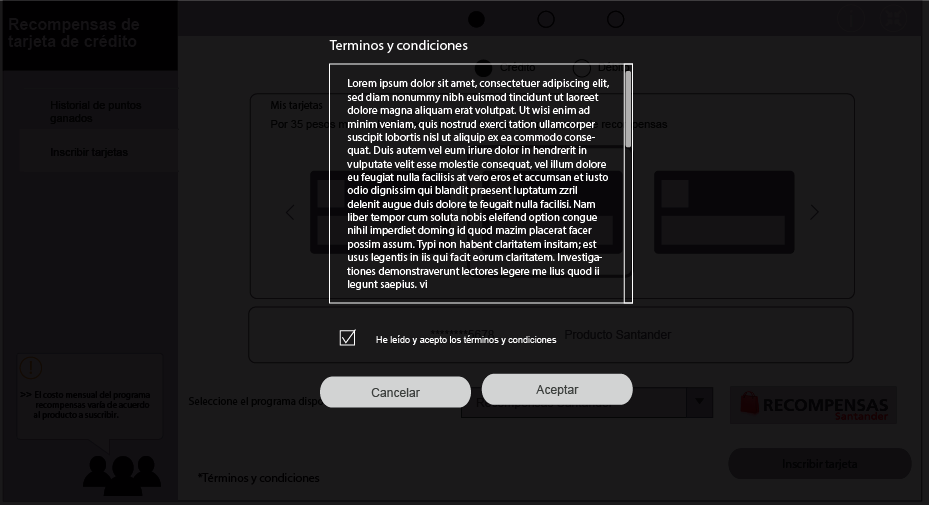 Recompensas de
tarjeta de crédito
Terminos y condiciones
Crédito
Historial de puntos
ganados
Inscribir tarjetas
Mis tarjetas
Por 35 pesos
recompensas
Lorem ipsum dolor sit amet, consectetuer adipiscing elit,
sed diam nonummy nibh euismod tincidunt ut laoreet
dolore magna aliquam erat volutpat. Ut wisi enim ad
minim veniam, quis nostrud exerci tation ullamcorper
suscipit lobortis nisl ut aliquip ex ea commodo conse-
quat. Duis autem vel eum iriure dolor in hendrerit in
vulputate velit esse molestie consequat, vel illum dolore
eu feugiat nulla facilisis at vero eros et accumsan et iusto
odio dignissim qui blandit praesent luptatum zzril
delenit augue duis dolore te feugait nulla facilisi. Nam
liber tempor cum soluta nobis eleifend option congue
nihil imperdiet doming id quod mazim placerat facer
possim assum. Typi non habent claritatem insitam; est
usus legentis in iis qui facit eorum claritatem. Investiga-
tiones demonstraverunt lectores legere me lius quod ii
legunt saepius. vi
********5678 Producto Santander
He leído y acepto los términos y condiciones
Cancelar
Aceptar
>> El costo mensual del programa
recompensas varía de acuerdo
al producto a suscribir.
Seleccione el programa
RECOMPENSAS
Santander
Inscribir tarjeta
*Términos y condiciones